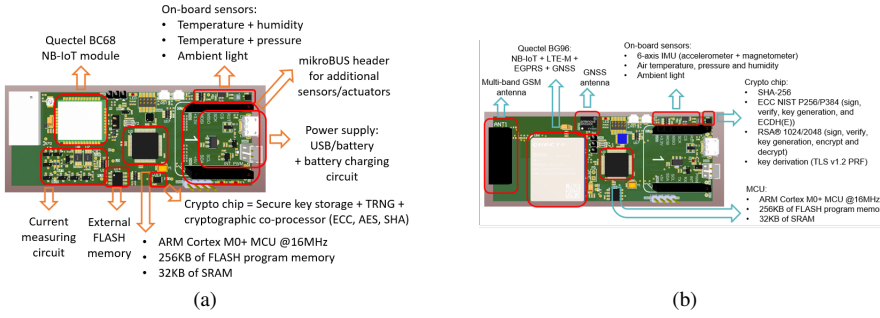 On-board sensors:
• Temperature + humidity
• Temperature + pressure
• Ambient light
Quectel BC68
NB-IoT module
mikroBUS header
for additional
sensors/actuators
Power supply:
USB/battery
+ battery charging
circuit
Crypto chip = Secure key storage + TRNG +
cryptographic co-processor (ECC, AES, SHA)
Current
measuring
circuit
External
FLASH
memory
• ARM Cortex M0+ MCU @16MHz
• 256KB of FLASH program memory
• 32KB of SRAM
1
(a)
Quectel BG96:
NB-IoT + LTE-M +
EGPRS + GNSS
Multi-band GSM
antenna
GNSS
antenna
On-board sensors:
• 6-axis IMU (accelerometer + magnetometer)
• Air temperature, pressure and humidity
• Ambient light
Crypto chip:
• SHA-256
• ECC NIST P256/P384 (sign,
verify, key generation, and
ECDH(E))
• RSA® 1024/2048 (sign, verify,
key generation, encrypt and
decrypt)
• key derivation (TLS v1.2 PRF)
MCU:
• ARM Cortex M0+ MCU @16MHz
• 256KB of FLASH program memo
• 32KB of SRAM
ANT1
1
(b)